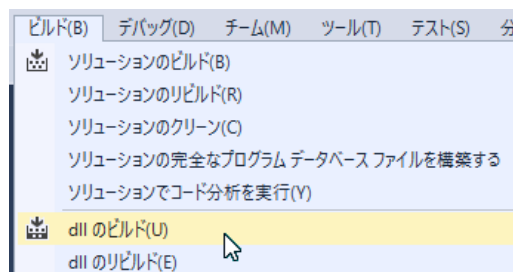 ビルド(B) デバッグ(D) チーム(M) ツール(T) テスト(S) 分
ソリューションのビルド(B)
ソリューションのリビルド(R)
ソリューションのクリーン(C)
ソリューションの完全なプログラム データベース ファイルを構築する
ソリューションでコード分析を実行(Y)
dll のビルド(U)
dll のリビルド(E)